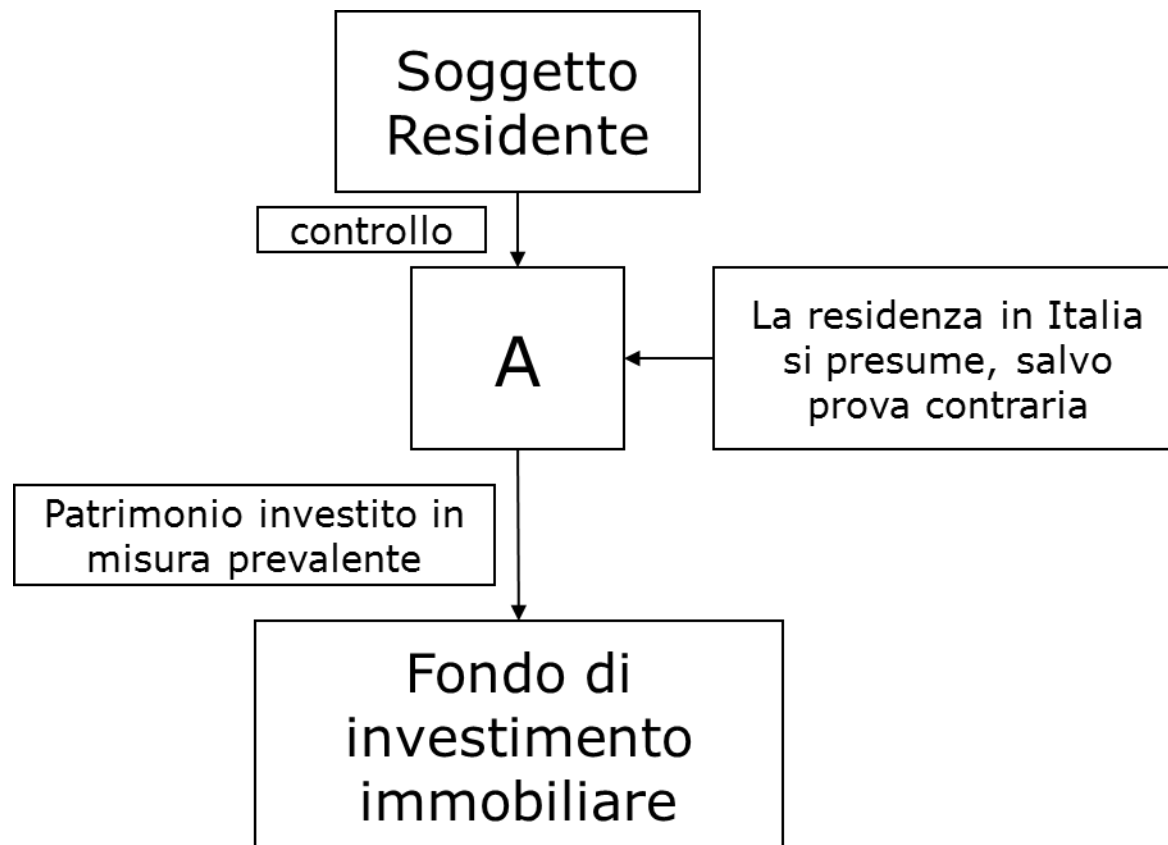 Soggetto
Residente
controllo
A
La residenza in Italia
si presume, salvo
prova contraria
Patrimonio investito in
misura prevalente
Fondo di
investimento
immobiliare